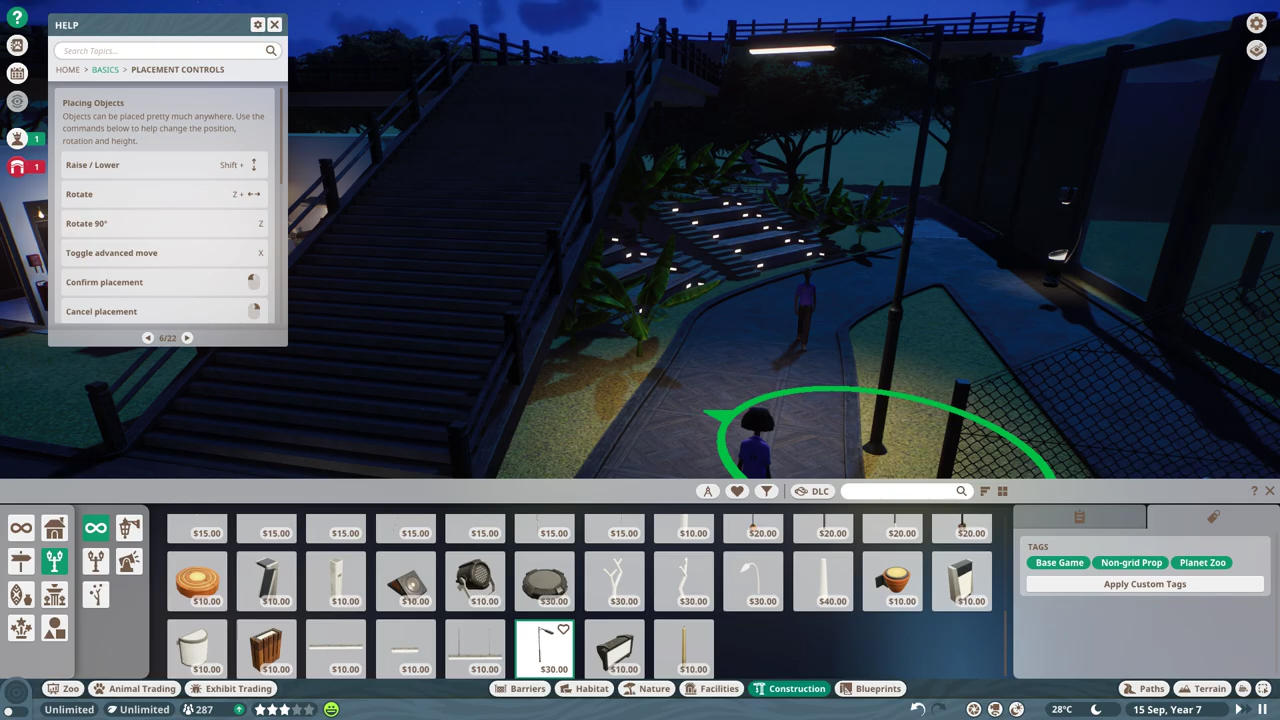 HELP
Search Topics...
HOME > BASICS > PLACEMENT CONTROLS
Placing Objects
Objects can be placed pretty much anywhere. Use the
commands below to help change the position,
rotation and height.
Raise / Lower Shift +
Rotate Z +
Rotate 90° Z
Toggle advanced move X
Confirm placement
Cancel placement
6/22
1
1
DLC
?
$15.00 $15.00 $15.00 $15.00 $15.00 $15.00 $15.00 $10.00 $20.00 $20.00 $20.00 $20.00
$10.00 $10.00 $10.00 $10.00 $10.00 $30.00 $30.00 $30.00 $30.00 $40.00 $10.00 $10.00
$10.00 $10.00 $10.00 $10.00 $10.00 $30.00 $10.00 $10.00
TAGS
Base Game Non-grid Prop Planet Zoo
Apply Custom Tags
Zoo Animal Trading Exhibit Trading Barriers Habitat Nature Facilities Construction Blueprints Paths Terrain
Unlimited Unlimited 287 28°C 15 Sep, Year 7